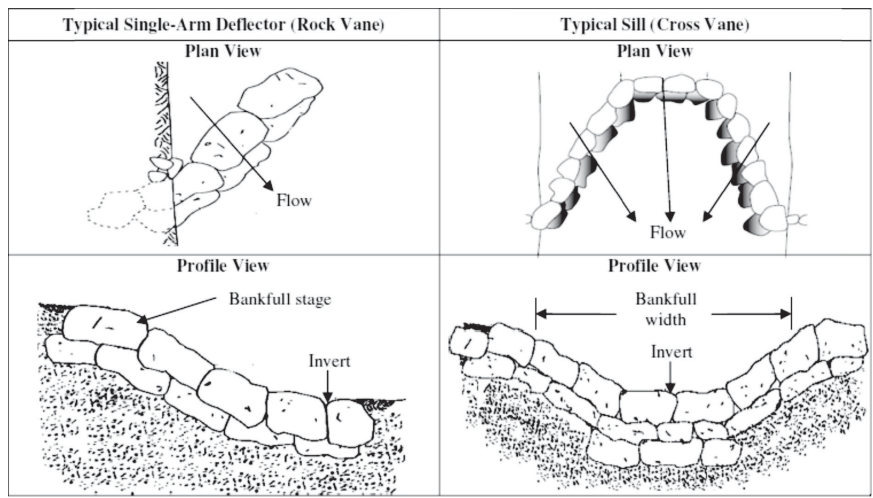 Typical Single-Arm Deflector (Rock Vane)
Typical Sill (Cross Vane)
Plan View
Flow
Plan View
Flow
Profile View
Bankfull stage
Invert
Profile View
Bankfull
width
Invert